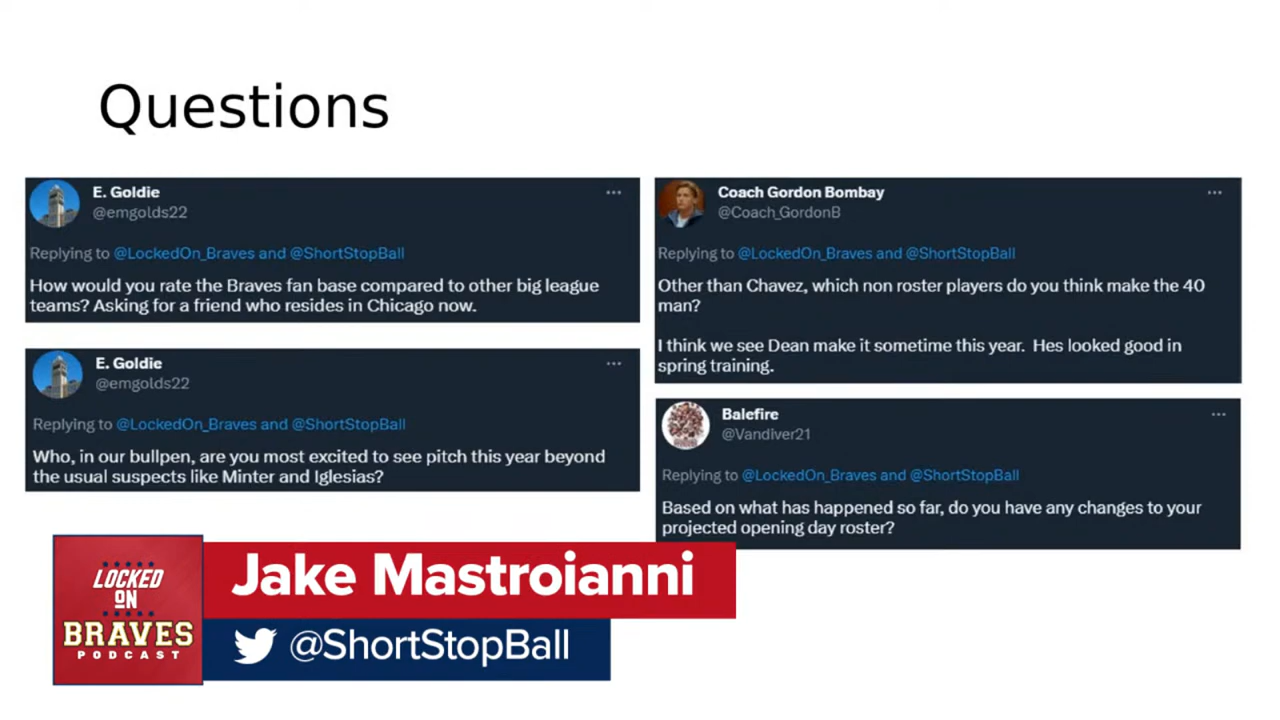 Questions
E. Goldie
@emgolds22
Replying to @LockedOn_Braves and @ShortStopBall
How would you rate the Braves fan base compared to other big league
teams? Asking for a friend who resides in Chicago now.
E. Goldie
@emgolds22
Replying to @LockedOn_Braves and @ShortStopBall
Who, in our bullpen, are you most excited to see pitch this year beyond
the usual suspects like Minter and Iglesias?
Coach Gordon Bombay
@Coach_GordonB
Replying to @LockedOn_Braves and @ShortStopBall
Other than Chavez, which non roster players do you think make the 40
man?
I think we see Dean make it sometime this year. Hes looked good in
spring training.
Balefire
@Vandiver21
Replying to @LockedOn_Braves and @ShortStopBall
Based on what has happened so far, do you have any changes to your
projected opening day roster?
LOCKED
ON
BRAVES
PODCAST
Jake Mastroianni
@ShortStopBall